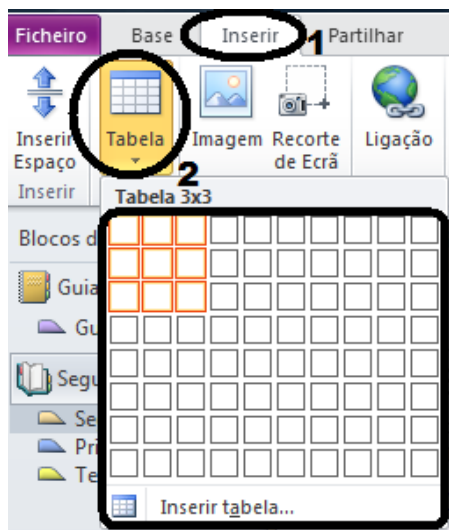 Ficheiro Base Inserir 1 Partilhar
Inserir Espaço Tabela Imagem Recorte de Ecrã Ligação
2
Inserir
Tabela 3x3
Blocos d
Guia
Gu
Segu
Se
Pri
Te
Inserir tabela...